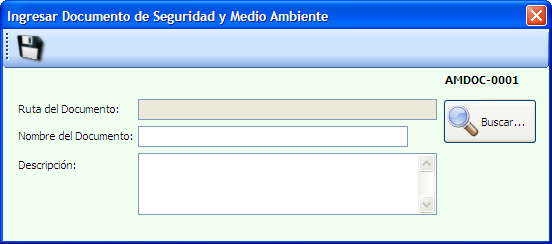 Ingresar Documento de Seguridad y Medio Ambiente
AMDOC-0001
Ruta del Documento:
Buscar...
Nombre del Documento:
Descripción: